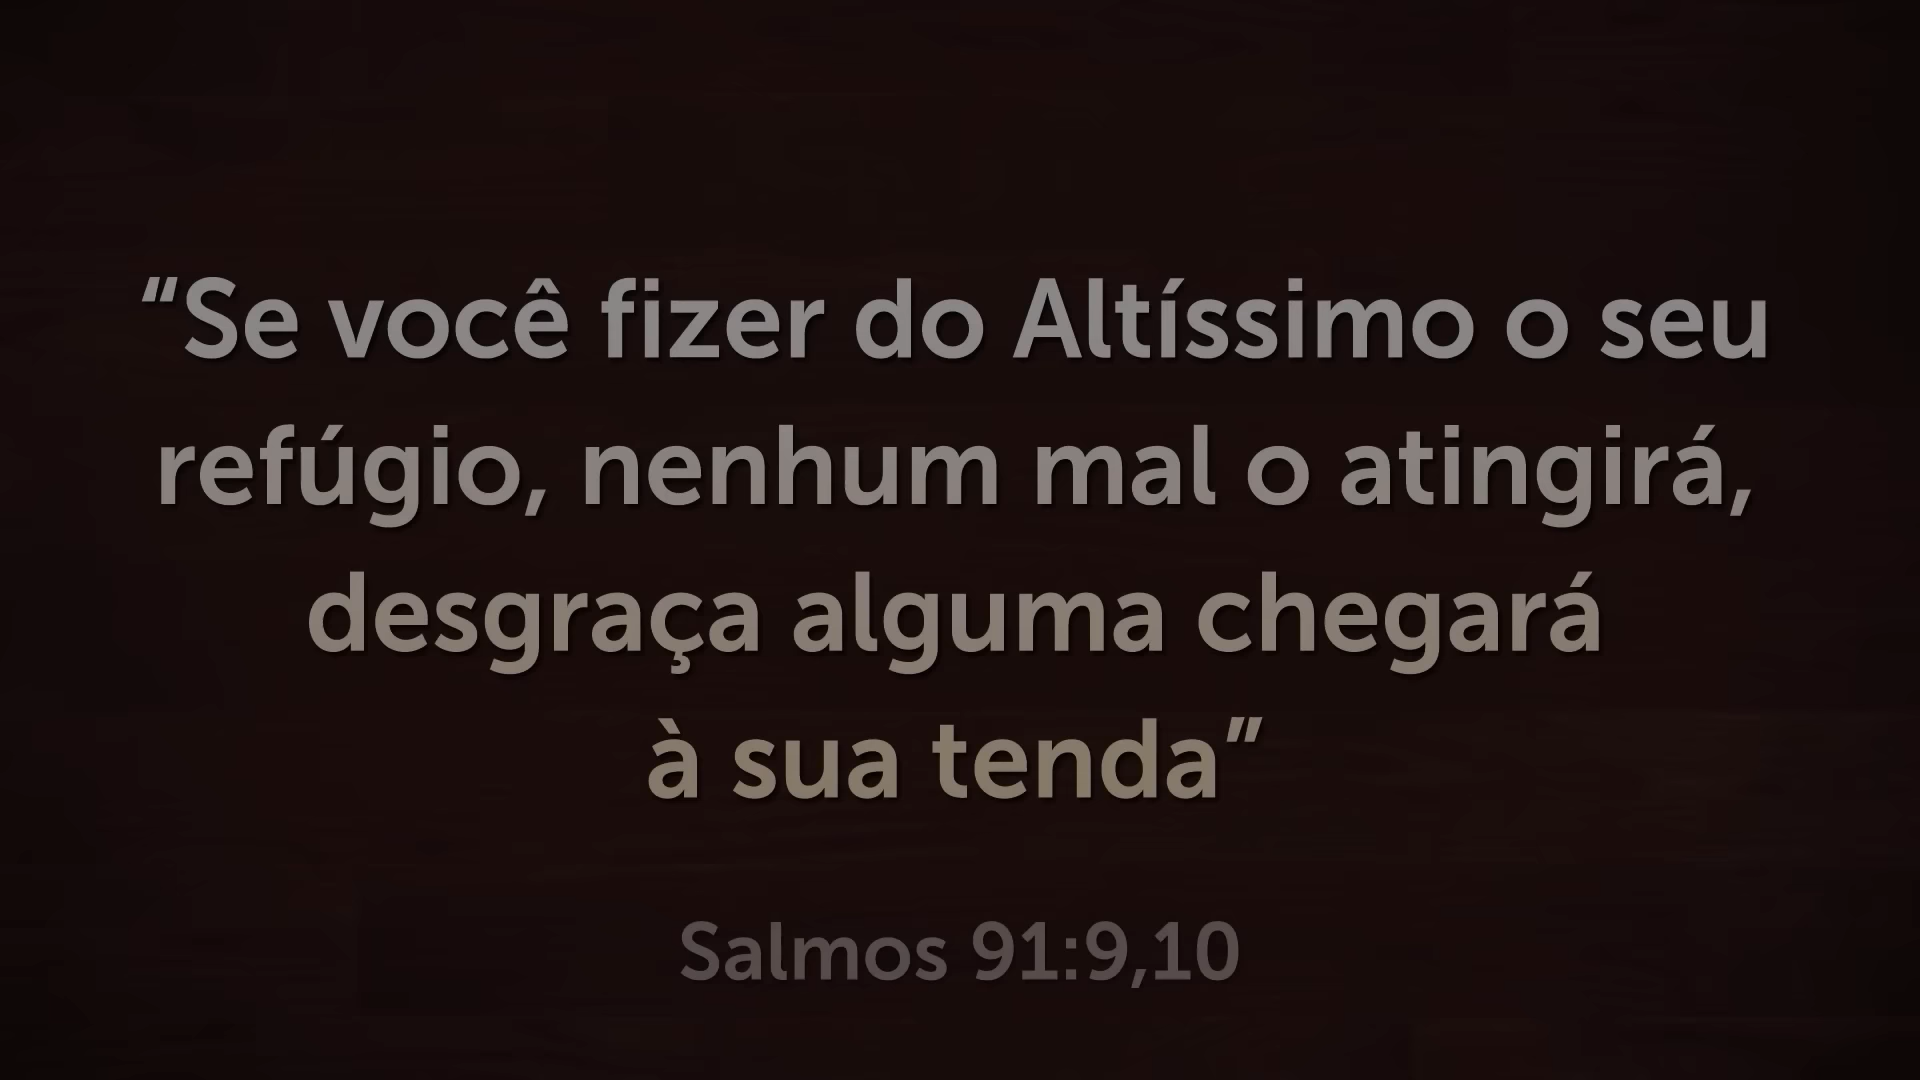 “Se você fizer do Altíssimo o seu
refúgio, nenhum mal o atingirá,
desgraça alguma chegará
à sua tenda”
Salmos 91:9,10